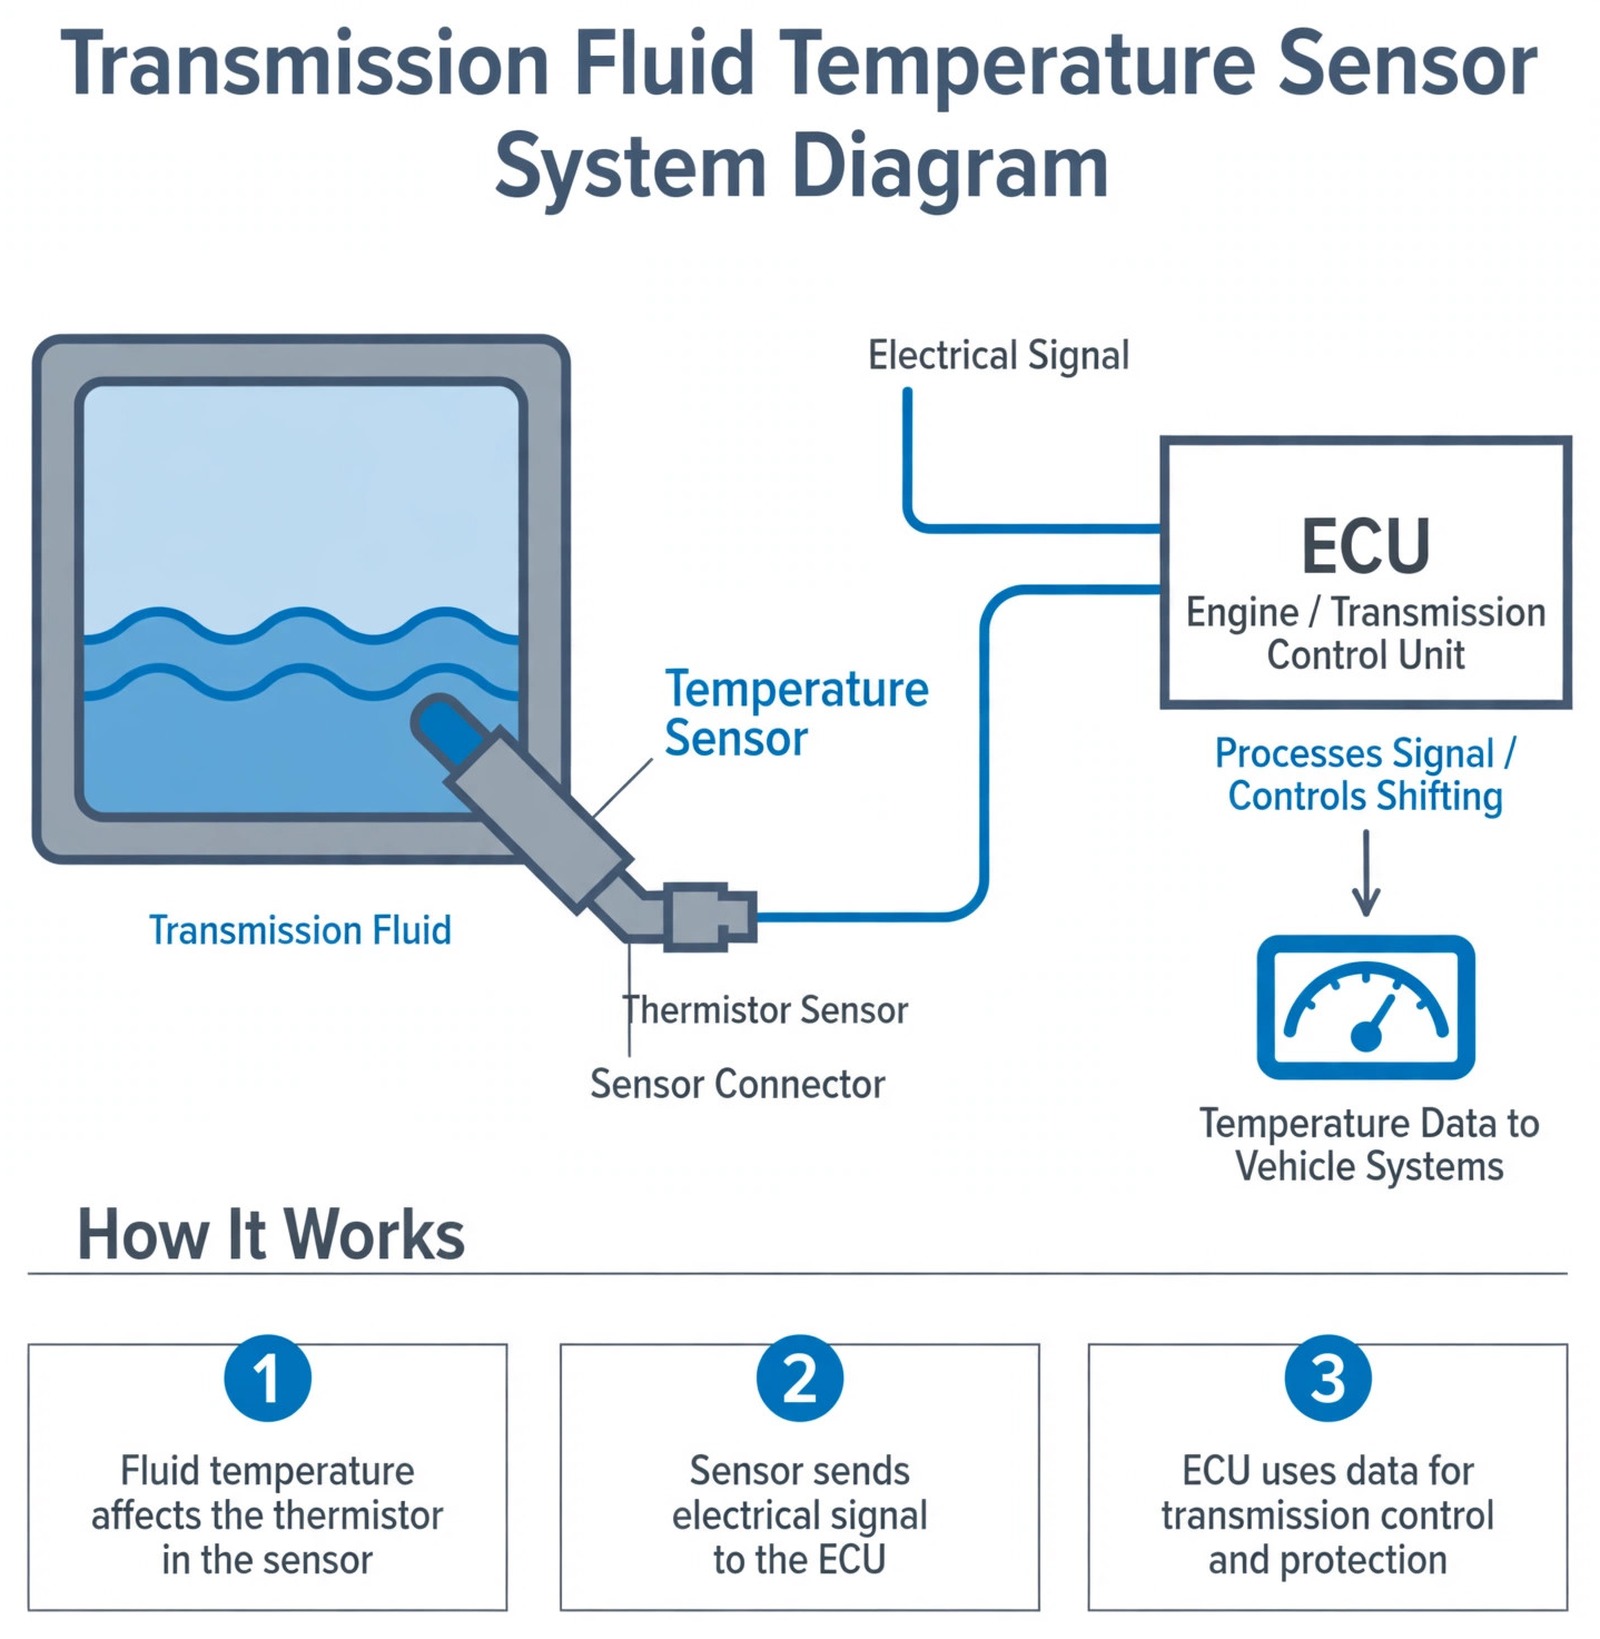 Transmission Fluid Temperature Sensor
System Diagram
Electrical Signal
ECU
Engine / Transmission
Control Unit
Temperature
Sensor
Processes Signal /
Controls Shifting
Transmission Fluid
Thermistor Sensor
Sensor Connector
Temperature Data to
Vehicle Systems
How It Works
1
Fluid temperature
affects the thermistor
in the sensor
2
Sensor sends
electrical signal
to the ECU
3
ECU uses data for
transmission control
and protection